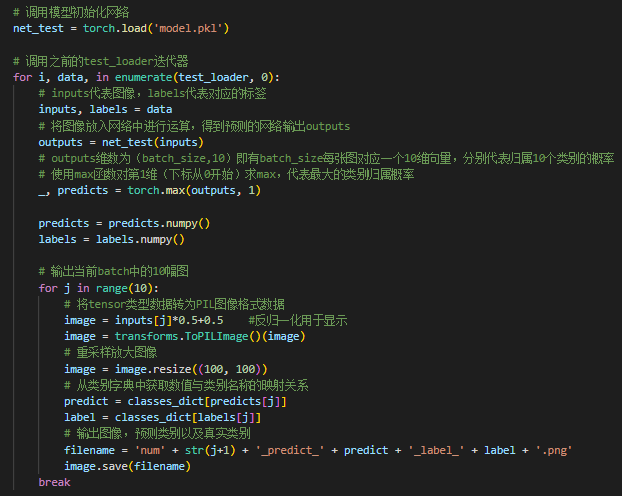 # 调用模型初始化网络
net_test = torch.load('model.pkl')
# 调用之前的test_loader迭代器
for i, data, in enumerate(test_loader, 0):
# inputs代表图像，labels代表对应的标签
inputs, labels = data
# 将图像放入网络中进行运算，得到预测的网络输出outputs
outputs = net_test(inputs)
# outputs维数为（batch_size,10）即有batch_size每张图对应一个10维向量，分别代表归属10个类别的概率
# 使用max函数对第1维（下标从0开始）求max，代表最大的类别归属概率
_, predicts = torch.max(outputs, 1)
predicts = predicts.numpy()
labels = labels.numpy()
# 输出当前batch中的10幅图
for j in range(10):
# 将tensor类型数据转为PIL图像格式数据
image = inputs[j]*0.5+0.5    #反归一化用于显示
image = transforms.ToPILImage()(image)
# 重采样放大图像
image = image.resize((100, 100))
# 从类别字典中获取数值与类别名称的映射关系
predict = classes_dict[predicts[j]]
label = classes_dict[labels[j]]
# 输出图像，预测类别以及真实类别
filename = 'num' + str(j+1) + '_predict_' + predict + '_label_' + label + '.png'
image.save(filename)
break